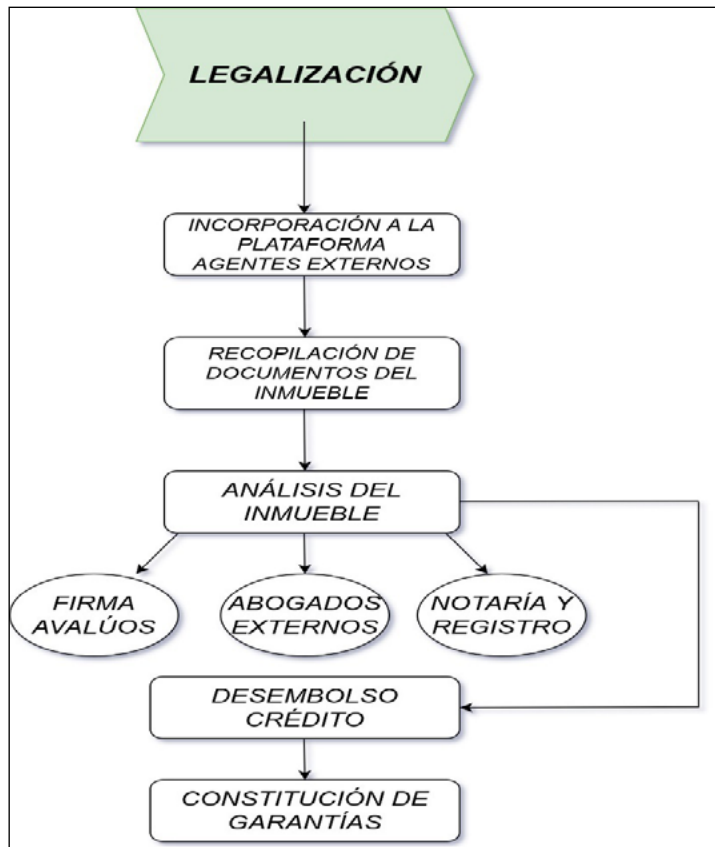 LEGALIZACIÓN
INCORPORACIÓN A LA
PLATAFORMA
AGENTES EXTERNOS
RECOPILACIÓN DE
DOCUMENTOS DEL
INMUEBLE
ANÁLISIS DEL
INMUEBLE
FIRMA
AVALÚOS
ABOGADOS
EXTERNOS
NOTARÍA Y
REGISTRO
DESEMBOLSO
CRÉDITO
CONSTITUCIÓN DE
GARANTÍAS